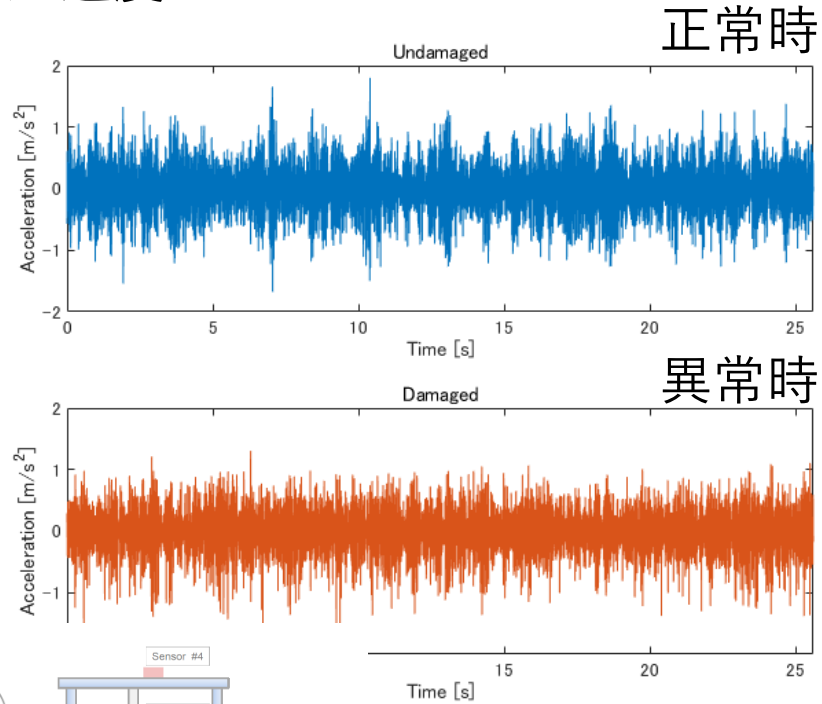 正常時
Undamaged
2
1
0
−1
−2
Acceleration [m/s²]
0 5 10 15 20 25
Time [s]
異常時
Damaged
2
1
0
−1
Acceleration [m/s²]
15 20 25
Time [s]
Sensor #4